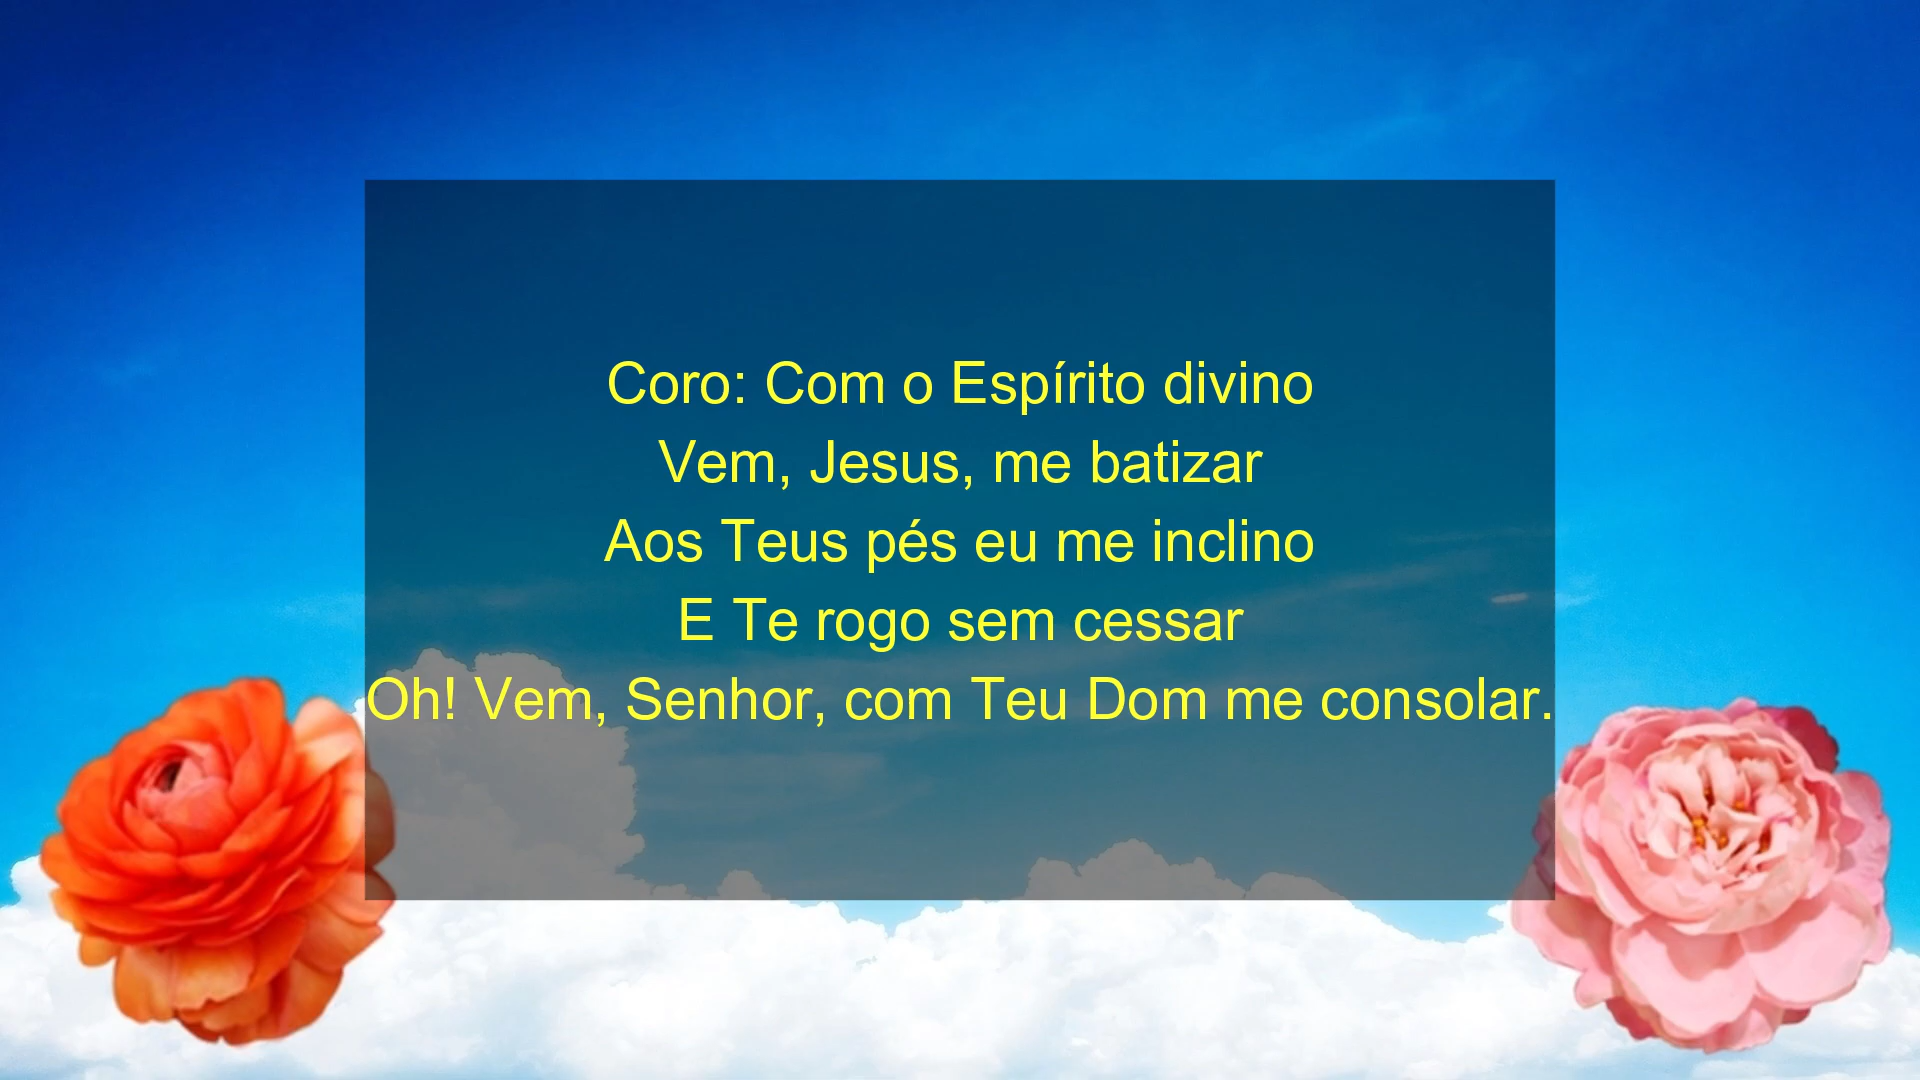 Coro: Com o Espírito divino
Vem, Jesus, me batizar
Aos Teus pés eu me inclino
E Te rogo sem cessar
Oh! Vem, Senhor, com Teu Dom me consolar.